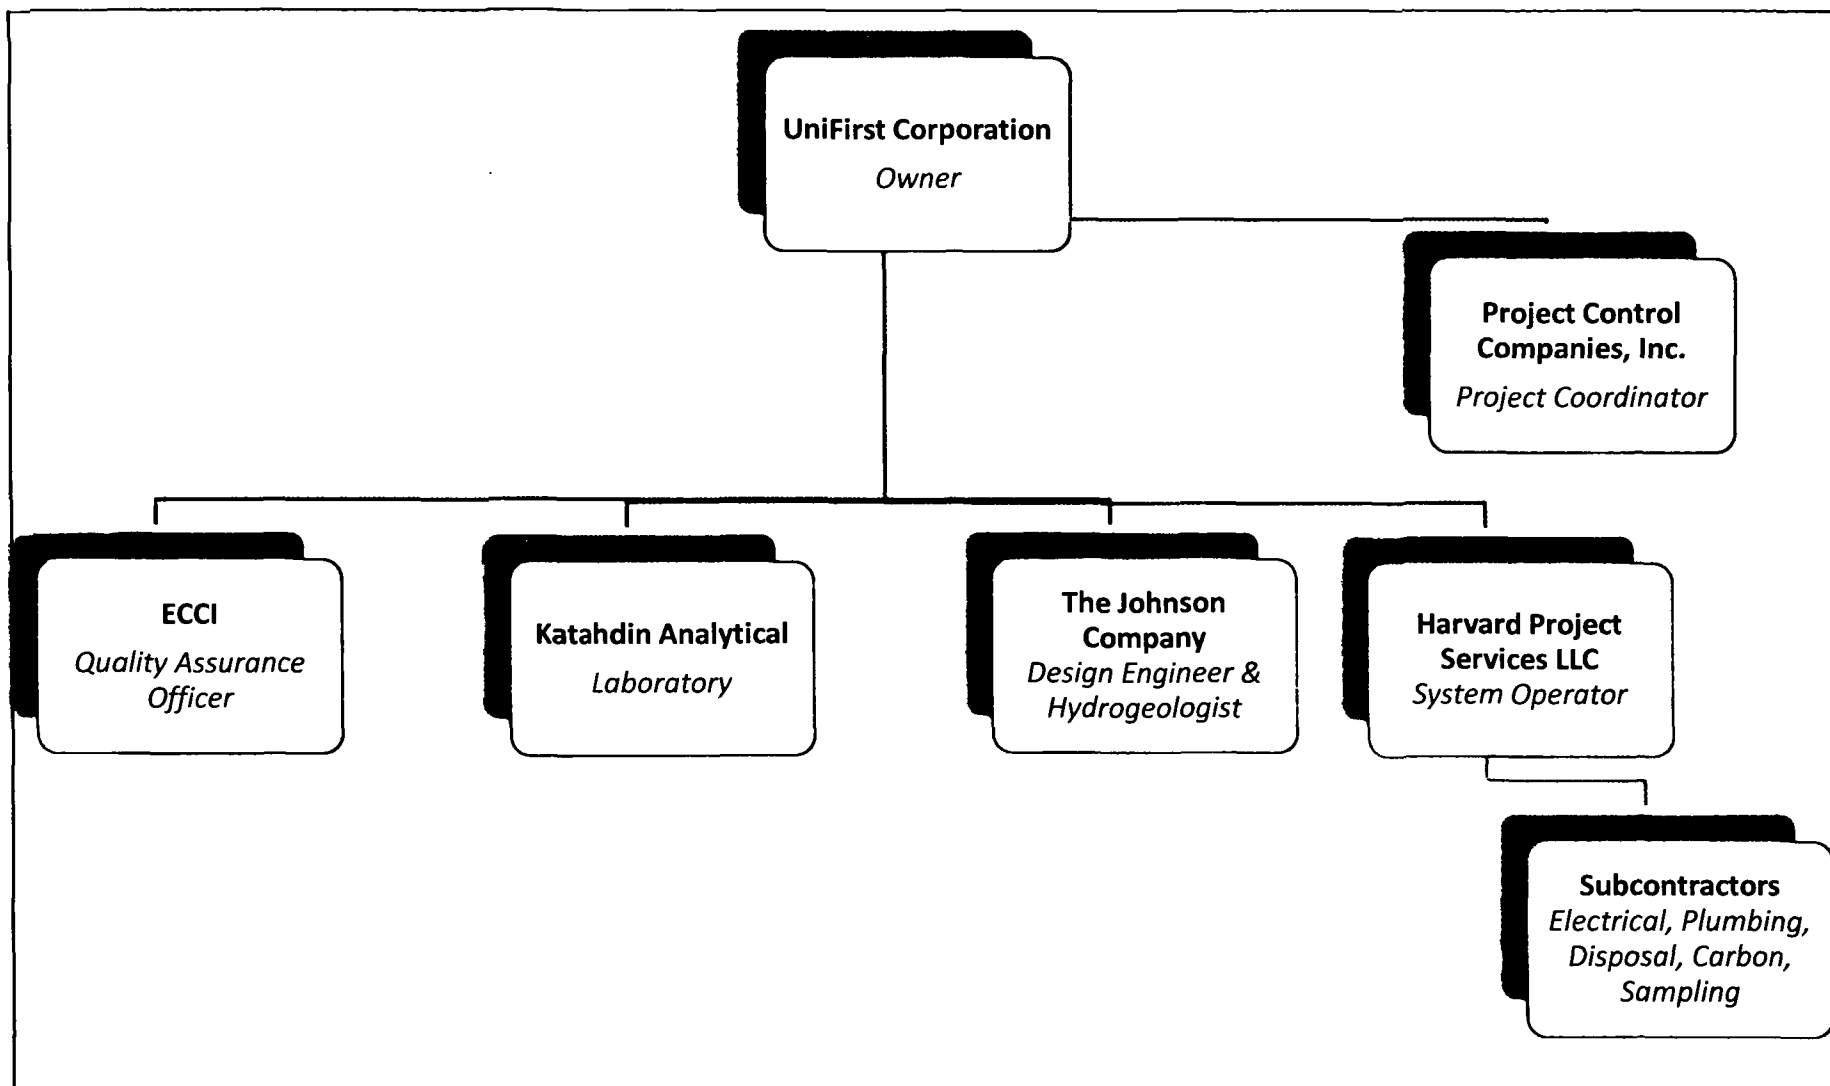 UniFirst Corporation
Owner
Project Control
Companies, Inc.
Project Coordinator
ECCI
Quality Assurance
Officer
Katahdin Analytical
Laboratory
The Johnson
Company
Design Engineer &
Hydrogeologist
Harvard Project
Services LLC
System Operator
Subcontractors
Electrical, Plumbing,
Disposal, Carbon,
Sampling